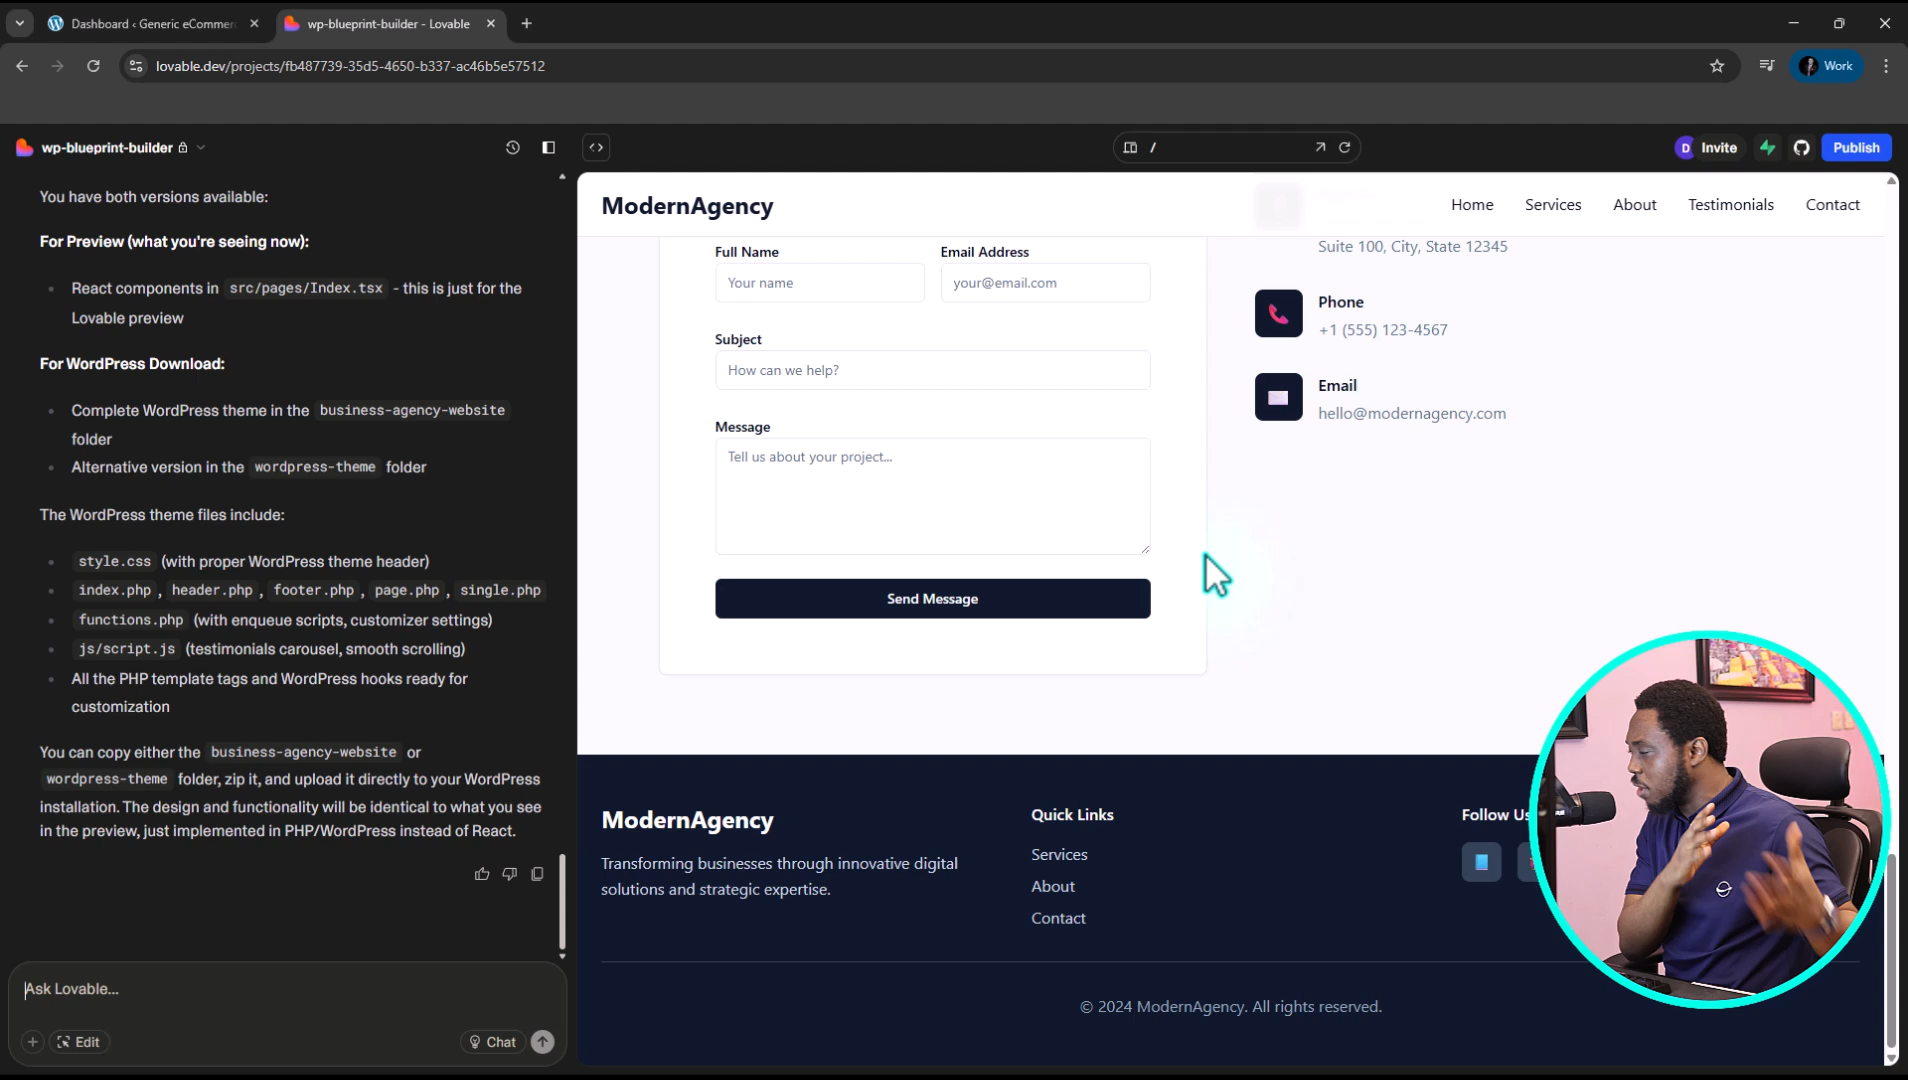 Dashboard ‹ Generic eComme
wp-blueprint-builder - Lovable
lovable.dev/projects/fb487739-35d5-4650-b337-ac46b5e57512
Work
wp-blueprint-builder
/
D Invite
Publish
You have both versions available:
For Preview (what you're seeing now):
React components in src/pages/Index.tsx - this is just for the
Lovable preview
For WordPress Download:
Complete WordPress theme in the business-agency-website
folder
Alternative version in the wordpress-theme folder
The WordPress theme files include:
style.css (with proper WordPress theme header)
index.php , header.php , footer.php , page.php , single.php
functions.php (with enqueue scripts, customizer settings)
js/script.js (testimonials carousel, smooth scrolling)
All the PHP template tags and WordPress hooks ready for
customization
You can copy either the business-agency-website or
wordpress-theme folder, zip it, and upload it directly to your WordPress
installation. The design and functionality will be identical to what you see
in the preview, just implemented in PHP/WordPress instead of React.
Ask Lovable...
Edit
Chat
ModernAgency
Home Services About Testimonials Contact
Full Name
Your name
Email Address
your@email.com
Subject
How can we help?
Message
Tell us about your project...
Send Message
Suite 100, City, State 12345
Phone
+1 (555) 123-4567
Email
hello@modernagency.com
ModernAgency
Transforming businesses through innovative digital
solutions and strategic expertise.
Quick Links
Services
About
Contact
Follow Us
© 2024 ModernAgency. All rights reserved.